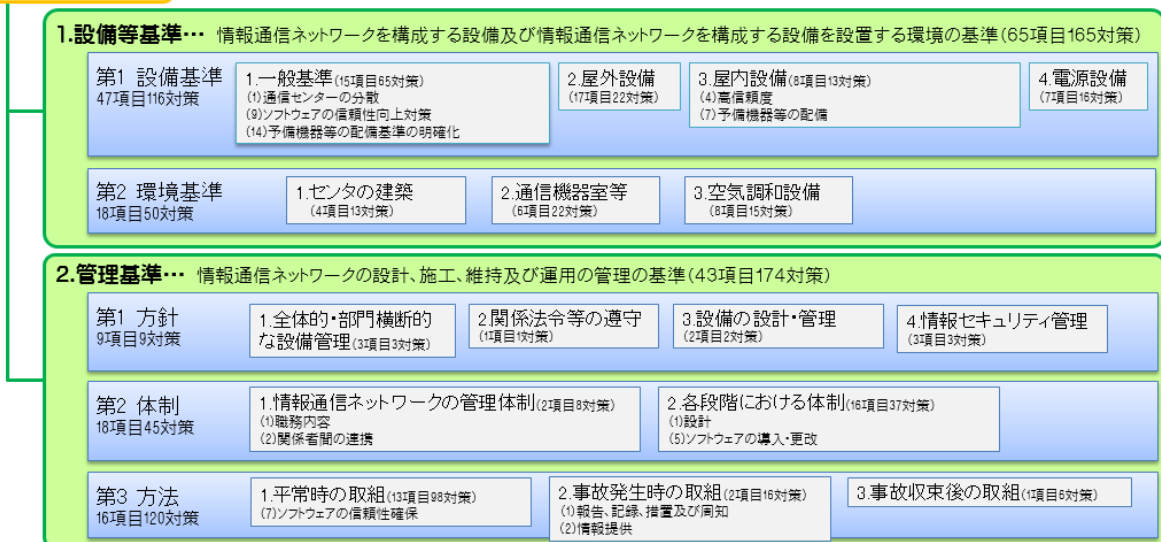 1.設備等基準… 情報通信ネットワークを構成する設備及び情報通信ネットワークを構成する設備を設置する環境の基準(65項目165対策)
第1 設備基準
47項目116対策
1.一般基準(15項目65対策)
(1)通信センターの分散
(9)ソフトウェアの信頼性向上対策
(14)予備機器等の配備基準の明確化
2.屋外設備
(17項目22対策)
3.屋内設備(8項目13対策)
(4)高信頼度
(7)予備機器等の配備
4.電源設備
(7項目16対策)
第2 環境基準
18項目50対策
1.センタの建築
(4項目13対策)
2.通信機器室等
(6項目22対策)
3.空気調和設備
(8項目15対策)
2.管理基準… 情報通信ネットワークの設計、施工、維持及び運用の管理の基準(43項目174対策)
第1 方針
9項目9対策
1.全体的・部門横断的
な設備管理(3項目3対策)
2.関係法令等の遵守
(1項目1対策)
3.設備の設計・管理
(2項目2対策)
4.情報セキュリティ管理
(3項目3対策)
第2 体制
18項目45対策
1.情報通信ネットワークの管理体制(2項目8対策)
(1)職務内容
(2)関係者間の連携
2.各段階における体制(16項目37対策)
(1)設計
(5)ソフトウェアの導入・更改
第3 方法
16項目120対策
1.平常時の取組(13項目98対策)
(7)ソフトウェアの信頼性確保
2.事故発生時の取組(2項目16対策)
(1)報告、記録、措置及び周知
(2)情報提供
3.事故収束後の取組(1項目6対策)